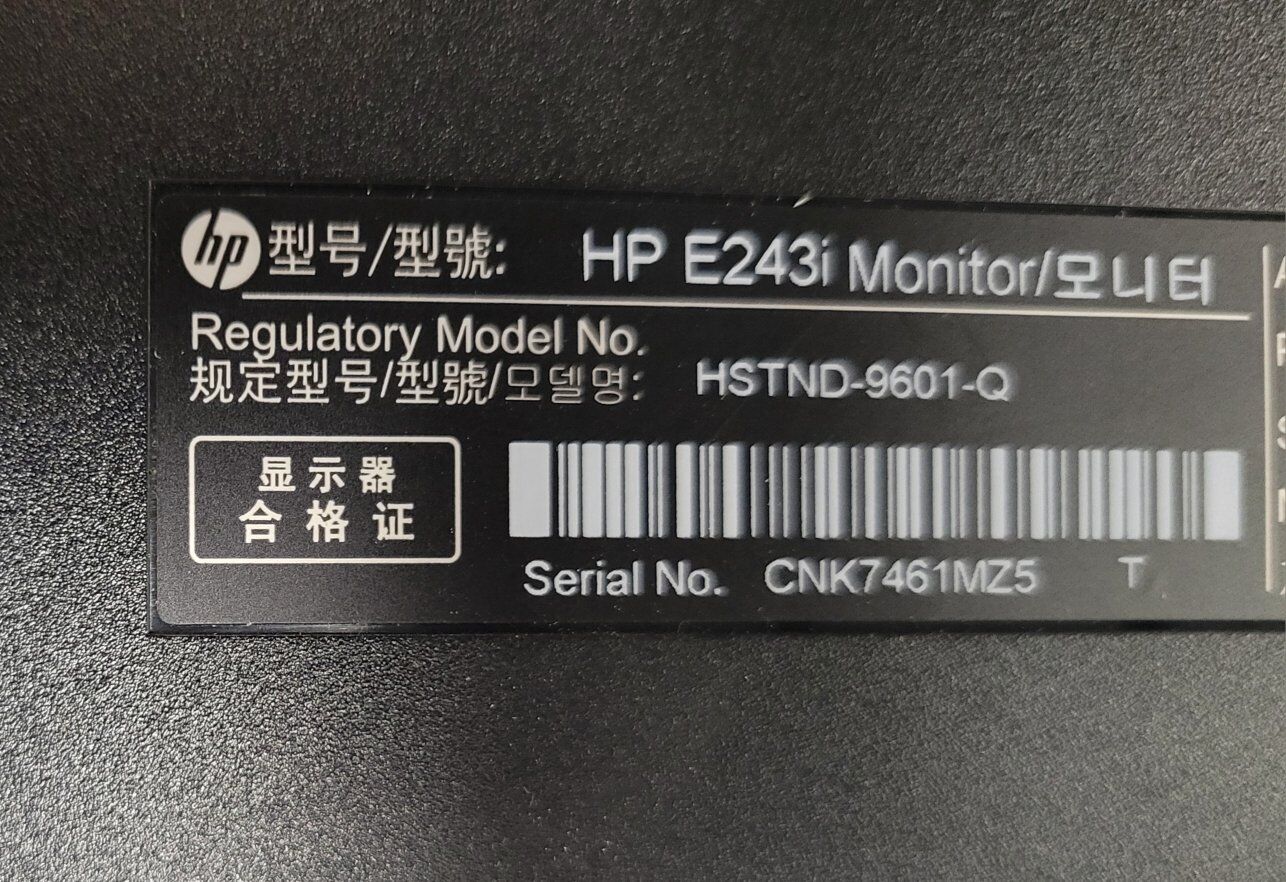 hp 型号/型號: HP E243i Monitor/모니터
Regulatory Model No.
规定型号/型號/모델명: HSTND-9601-Q
显示器
合格证
Serial No. CNK7461MZ5 T